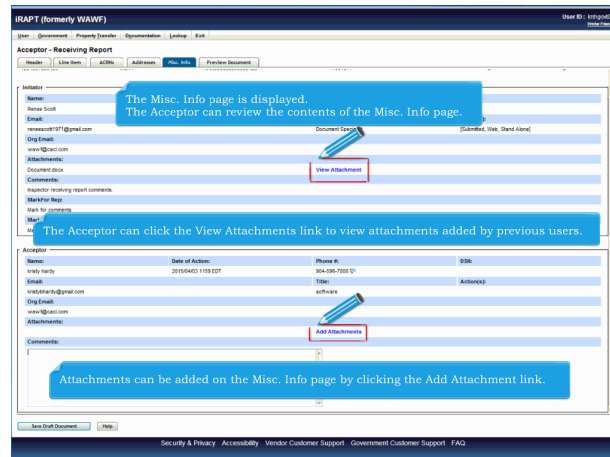 iRAPT (formerly WAWF)
User ID : knhgov03
Printer Frien
User Government Property Transfer Documentation Lookup Exit
Acceptor - Receiving Report
Header Line Item ACRNs Addresses Misc. Info Preview Document
Initiator
Name:
Renee Scott
The Misc. Info page is displayed.
The Acceptor can review the contents of the Misc. Info page.
Email:
reneescott1971@gmail.com
Document Speci
[Submitted, Web, Stand Alone]
Org Email:
wawf@caci.com
Attachments:
Document.docx
View Attachment
Comments:
Inspector receiving report comments.
MarkFor Rep:
Mark for comments
The Acceptor can click the View Attachments link to view attachments added by previous users.
Acceptor
Name: Date of Action: Phone #: DSN:
kristy hardy 2015/04/03 1159 EDT 904-596-7000
Email: Title: Action(s):
kristybhardy@gmail.com software
Org Email:
wawf@caci.com
Attachments:
Add Attachments
Comments:
Attachments can be added on the Misc. Info page by clicking the Add Attachment link.
Save Draft Document Help
Security & Privacy Accessibility Vendor Customer Support Government Customer Support FAQ